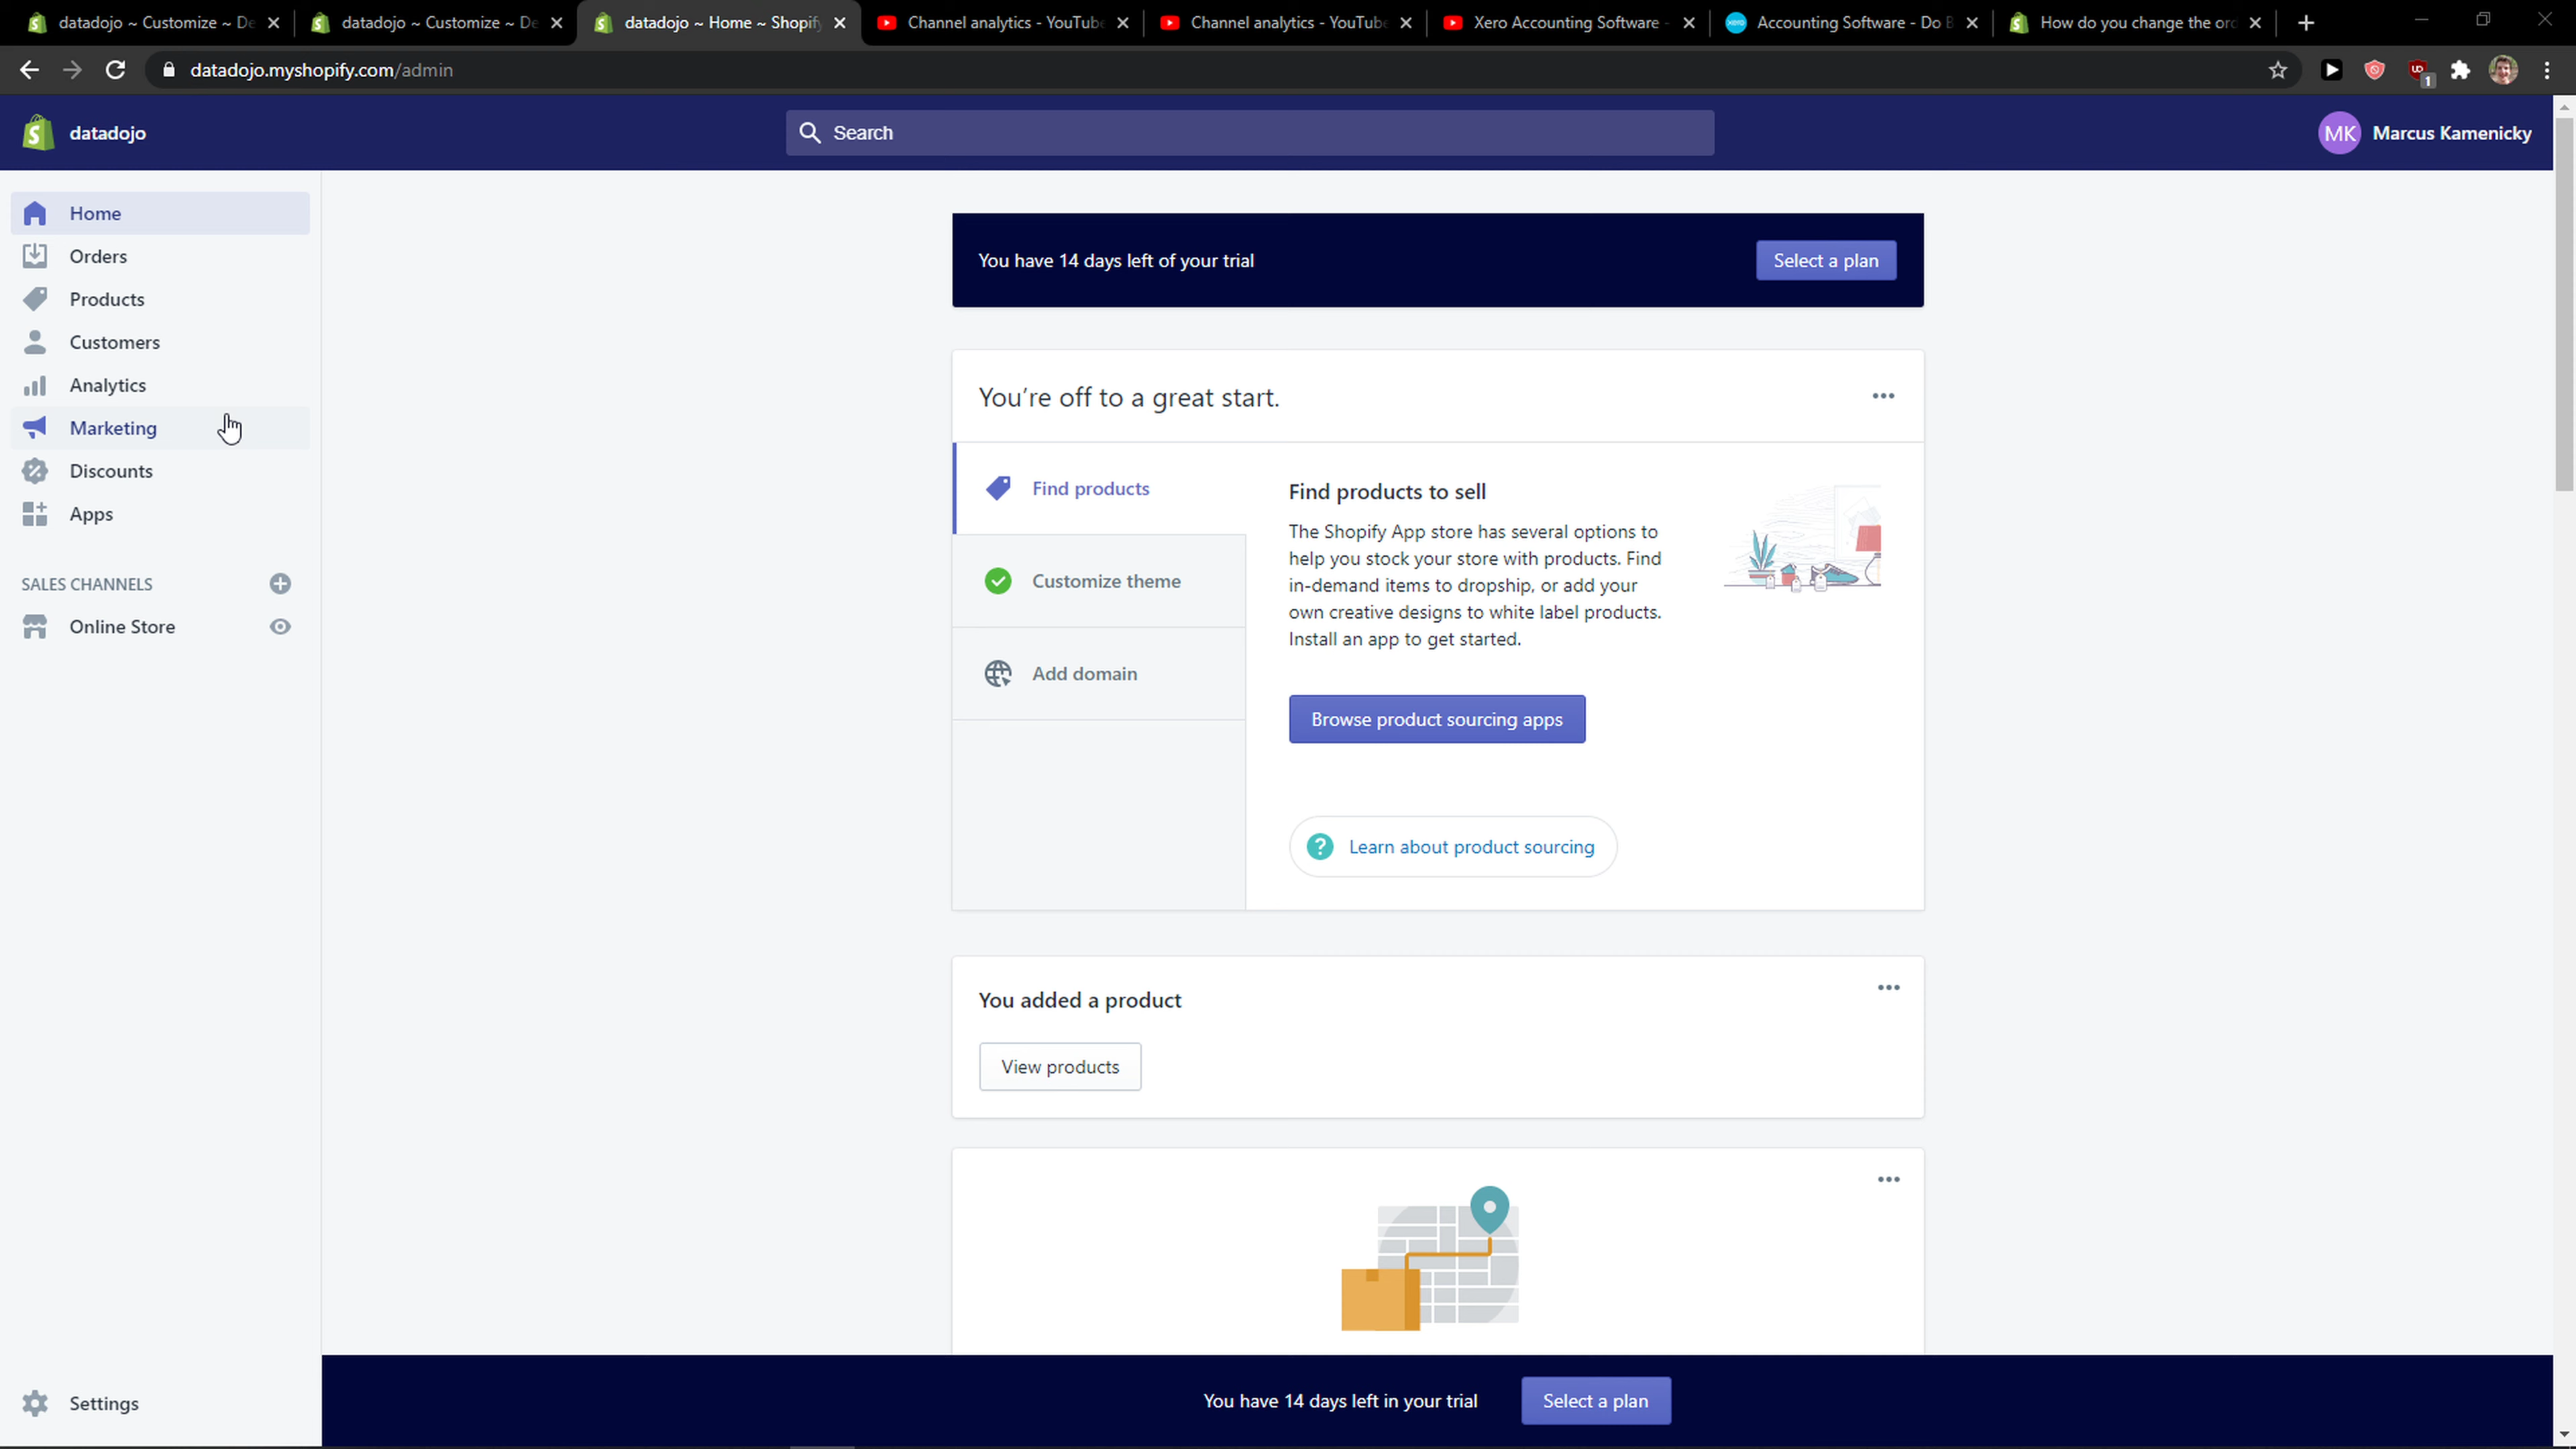 datadojo ~ Customize ~ De
datadojo ~ Customize ~ De
datadojo ~ Home ~ Shopify
Channel analytics - YouTube
Channel analytics - YouTube
Xero Accounting Software -
Accounting Software - Do B
How do you change the ord
datadojo.myshopify.com/admin
1
datadojo
Search
MK
Marcus Kamenicky
Home
Orders
Products
Customers
Analytics
Marketing
Discounts
Apps
SALES CHANNELS
Online Store
Settings
You have 14 days left of your trial
Select a plan
You're off to a great start.
Find products
Customize theme
Add domain
Find products to sell
The Shopify App store has several options to
help you stock your store with products. Find
in-demand items to dropship, or add your
own creative designs to white label products.
Install an app to get started.
Browse product sourcing apps
? Learn about product sourcing
You added a product
View products
You have 14 days left in your trial
Select a plan